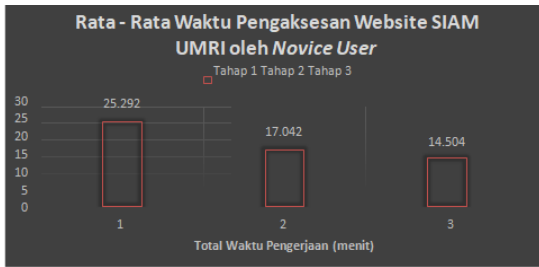 Rata - Rata Waktu Pengaksesan Website SIAM
UMRI oleh Novice User
Tahap 1 Tahap 2 Tahap 3
30
25
20
15
10
5
0
25.292
17.042
14.504
1 2 3
Total Waktu Pengerjaan (menit)